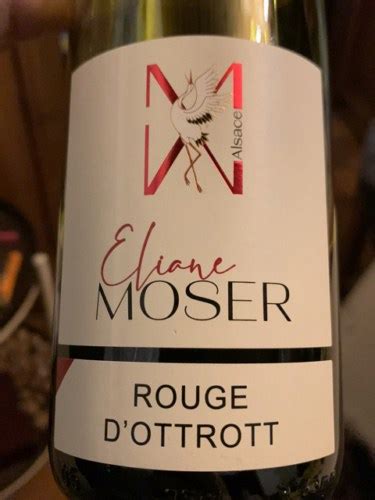 Alsace
Eliane
MOSER
ROUGE
D'OTTROTT